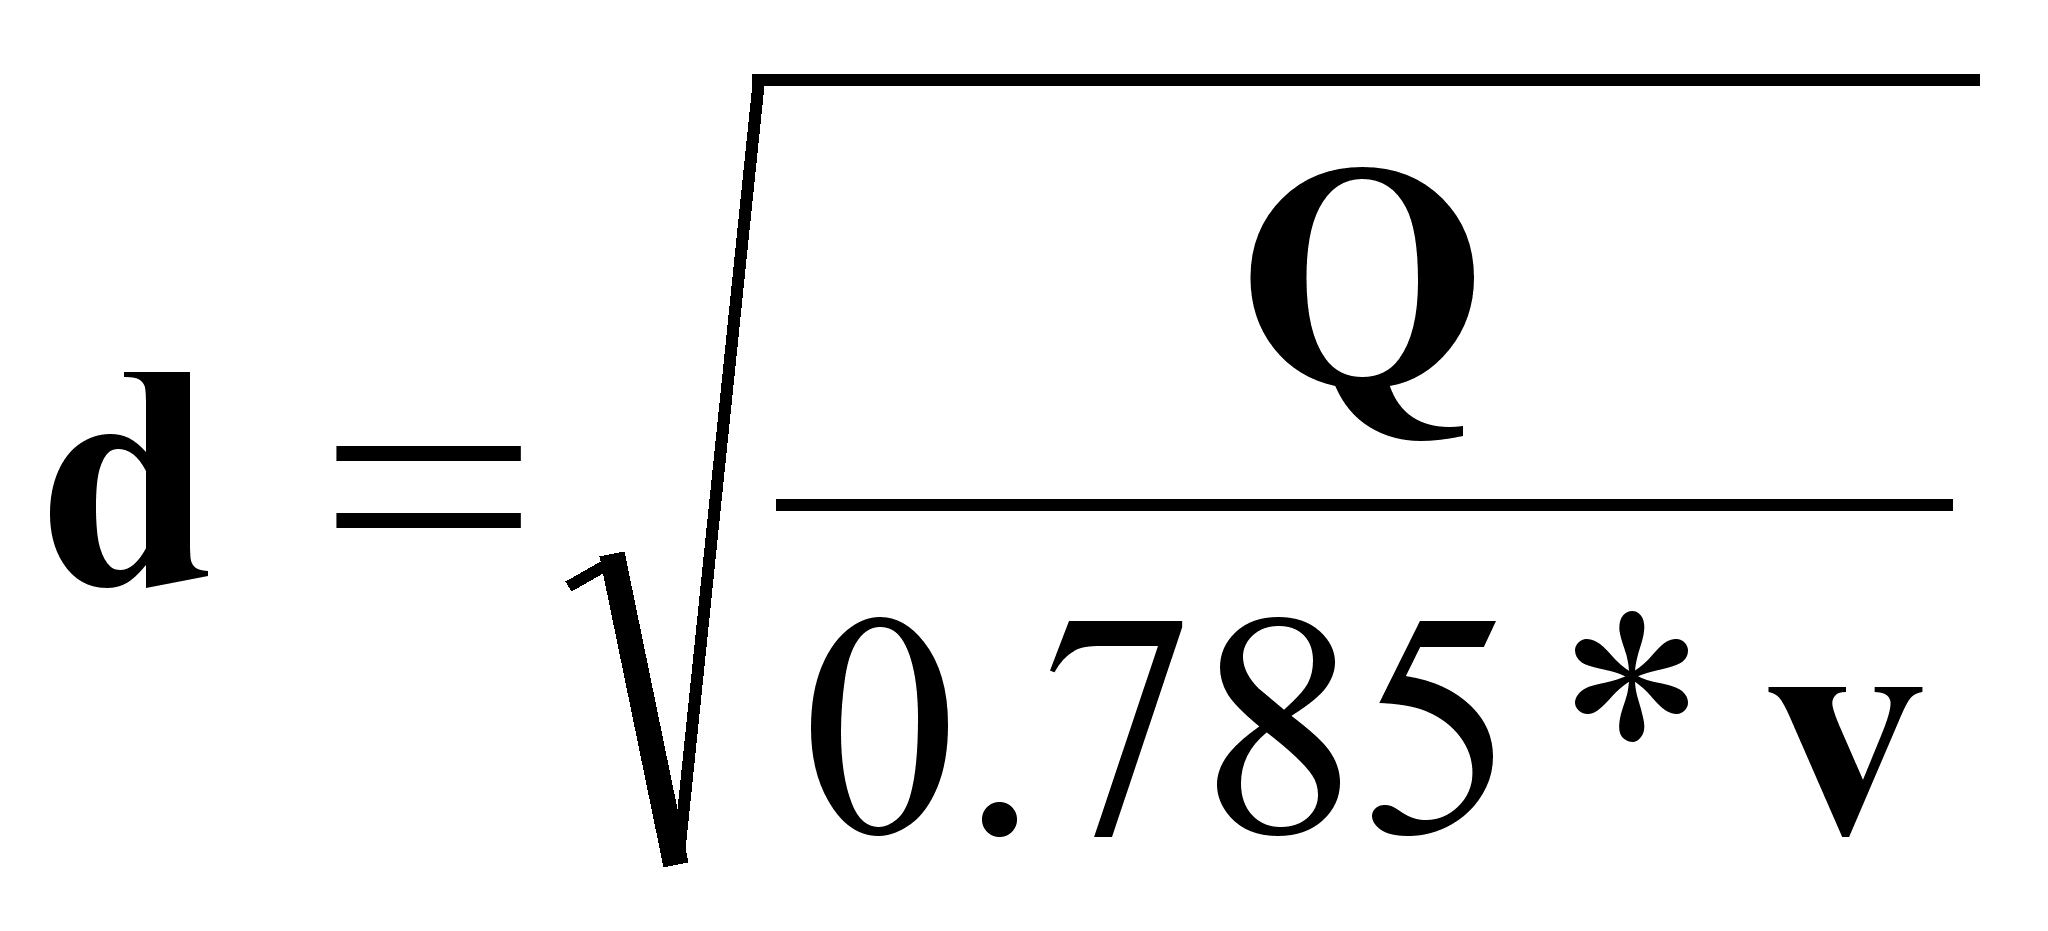 d = √(Q / (0.785 * v))